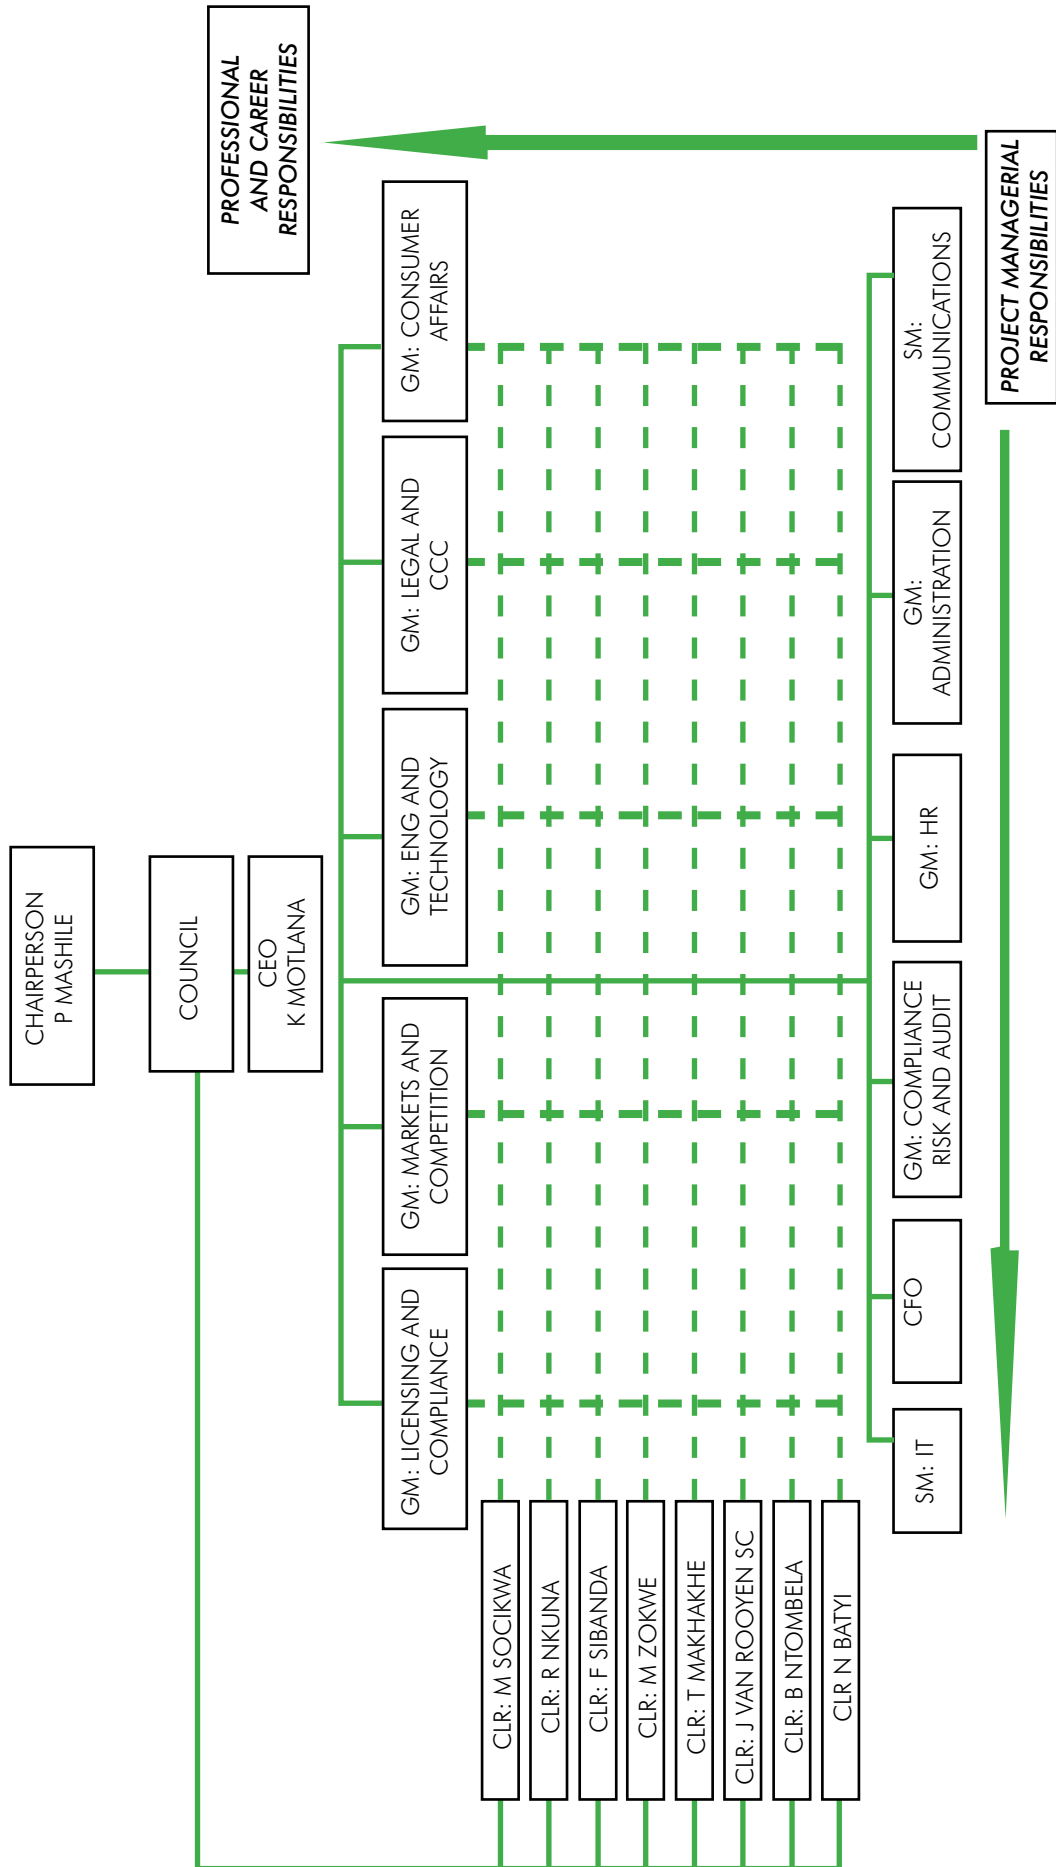 CHAIRPERSON
P MASHILE
COUNCIL
CEO
K MOTLANA
PROFESSIONAL
AND CAREER
RESPONSIBILITIES
GM: LICENSING AND
COMPLIANCE
GM: MARKETS AND
COMPETITION
GM: ENG AND
TECHNOLOGY
GM: LEGAL AND
CCC
GM: CONSUMER
AFFAIRS
CLR: M SOCIKWA
CLR: R NKUNA
CLR: F SIBANDA
CLR: M ZOKWE
CLR: T MAKHAKHE
CLR: J VAN ROOYEN SC
CLR: B NTOMBELA
CLR N BATYI
SM: IT
CFO
GM: COMPLIANCE
RISK AND AUDIT
GM: HR
GM:
ADMINISTRATION
SM:
COMMUNICATIONS
PROJECT MANAGERIAL
RESPONSIBILITIES